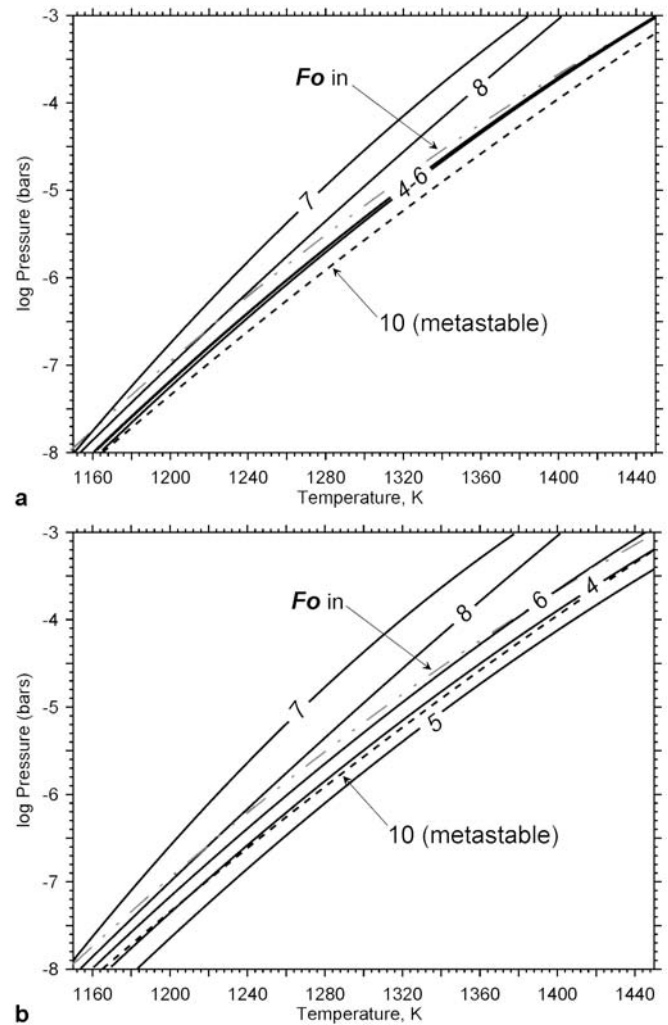 -3
-4
-5
-6
-7
-8
log Pressure (bars)
Fo in
8
7
4-6
10 (metastable)
1160 1200 1240 1280 1320 1360 1400 1440
Temperature, K
a
-3
-4
-5
-6
-7
-8
log Pressure (bars)
Fo in
6
4
8
7
5
10 (metastable)
1160 1200 1240 1280 1320 1360 1400 1440
Temperature, K
b